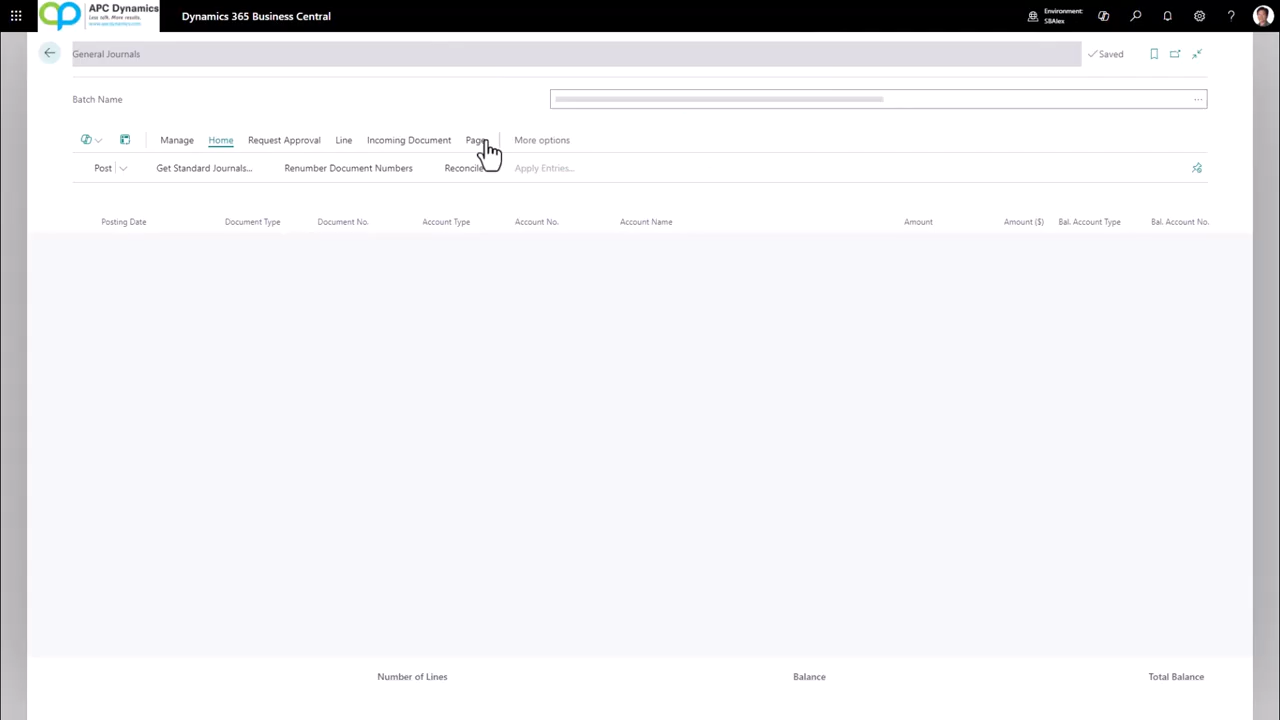 APC Dynamics
Less talk. More results.
www.apcdynamics.com
Dynamics 365 Business Central
Environment:
SBAlex
General Journals
Saved
Batch Name
Manage Home Request Approval Line Incoming Document Page More options
Post Get Standard Journals... Renumber Document Numbers Reconcile Apply Entries...
Posting Date Document Type Document No. Account Type Account No. Account Name Amount Amount ($) Bal. Account Type Bal. Account No.
Number of Lines Balance Total Balance